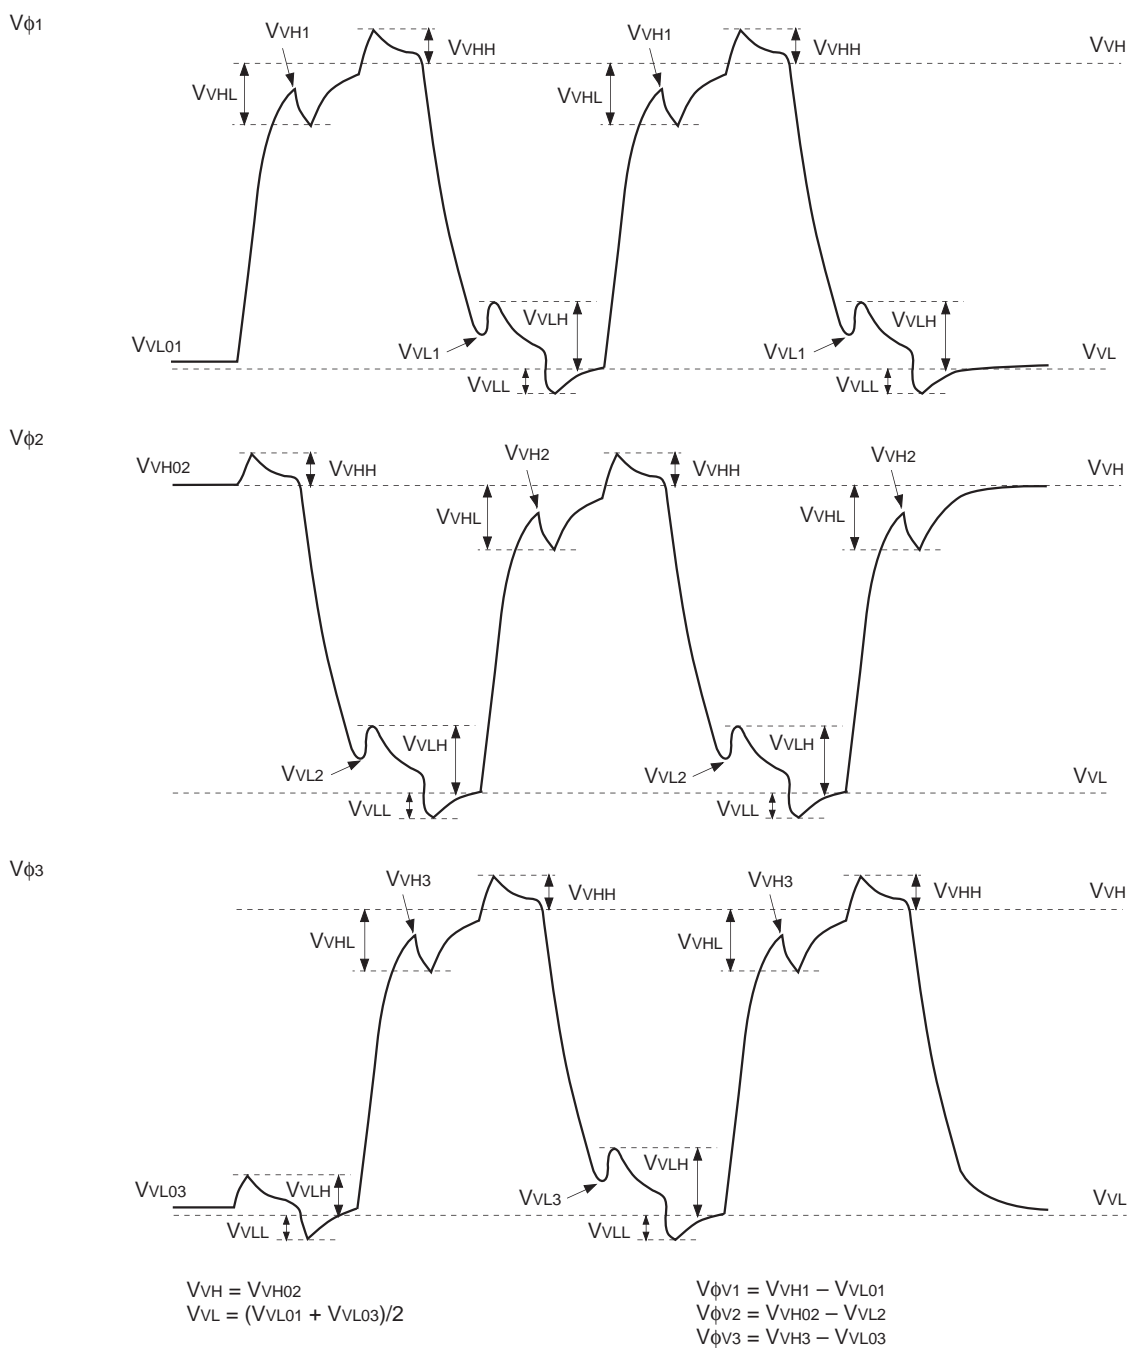 Vϕ1
VVH1
VVHH
VVH1
VVHH
VVH
VVHL
VVHL
VVL01
VVL1
VVLH
VVLL
VVL1
VVLH
VVLL
VVL
Vϕ2
VVH02
VVHH
VVH2
VVHH
VVH2
VVH
VVHL
VVHL
VVL2
VVLH
VVLL
VVL2
VVLH
VVLL
VVL
Vϕ3
VVH3
VVHH
VVH3
VVHH
VVH
VVHL
VVHL
VVL03
VVLH
VVLL
VVL3
VVLH
VVLL
VVL
VVH = VVH02
VVL = (VVL01 + VVL03)/2
VϕV1 = VVH1 – VVL01
VϕV2 = VVH02 – VVL2
VϕV3 = VVH3 – VVL03